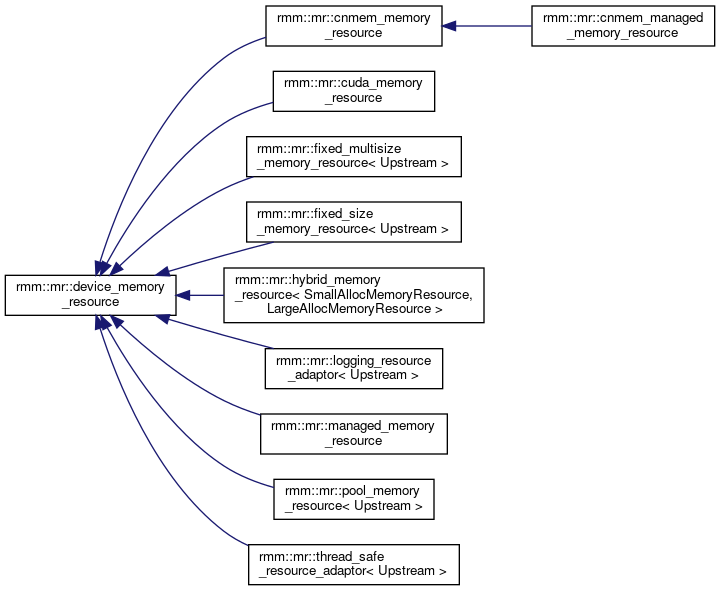 rmm::mr::cnmem_memory
_resource
rmm::mr::cnmem_managed
_memory_resource
rmm::mr::cuda_memory
_resource
rmm::mr::fixed_multisize
_memory_resource< Upstream >
rmm::mr::fixed_size
_memory_resource< Upstream >
rmm::mr::device_memory
_resource
rmm::mr::hybrid_memory
_resource< SmallAllocMemoryResource,
LargeAllocMemoryResource >
rmm::mr::logging_resource
_adaptor< Upstream >
rmm::mr::managed_memory
_resource
rmm::mr::pool_memory
_resource< Upstream >
rmm::mr::thread_safe
_resource_adaptor< Upstream >